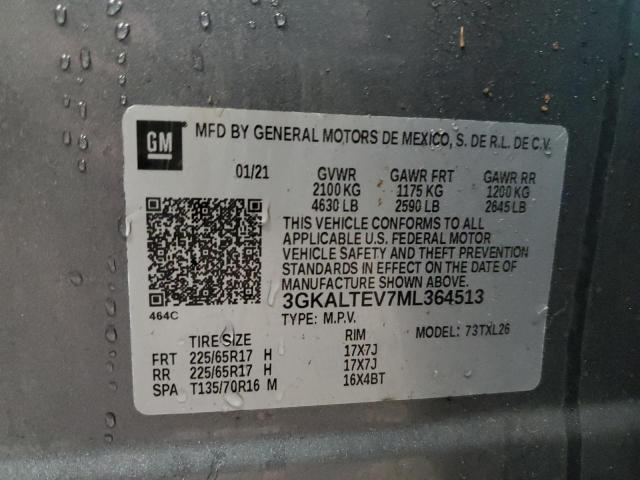 GM MFD BY GENERAL MOTORS DE MEXICO, S. DE R.L. DE C.V.
01/21 GVWR GAWR FRT GAWR RR
2100 KG 1175 KG 1200 KG
4630 LB 2590 LB 2645 LB
THIS VEHICLE CONFORMS TO ALL
APPLICABLE U.S. FEDERAL MOTOR
VEHICLE SAFETY AND THEFT PREVENTION
STANDARDS IN EFFECT ON THE DATE OF
MANUFACTURE SHOWN ABOVE.
3GKALTEV7ML364513
464C TYPE: M.P.V. MODEL: 73TXL26
TIRE SIZE RIM
FRT 225/65R17 H 17X7J
RR 225/65R17 H 17X7J
SPA T135/70R16 M 16X4BT